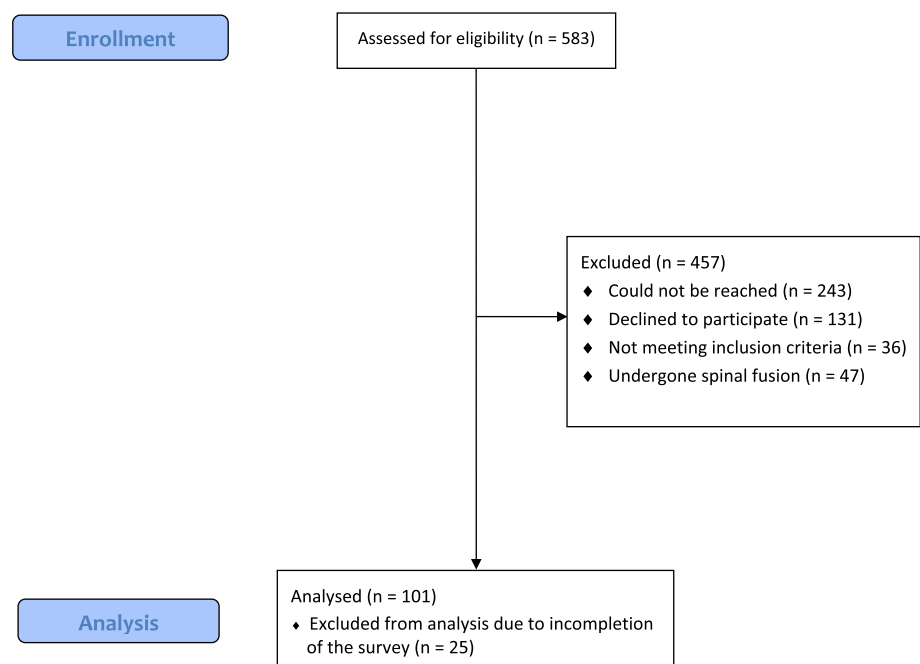 Enrollment
Assessed for eligibility (n = 583)
Excluded (n = 457)
♦ Could not be reached (n = 243)
♦ Declined to participate (n = 131)
♦ Not meeting inclusion criteria (n = 36)
♦ Undergone spinal fusion (n = 47)
Analysis
Analysed (n = 101)
♦ Excluded from analysis due to incompletion
of the survey (n = 25)